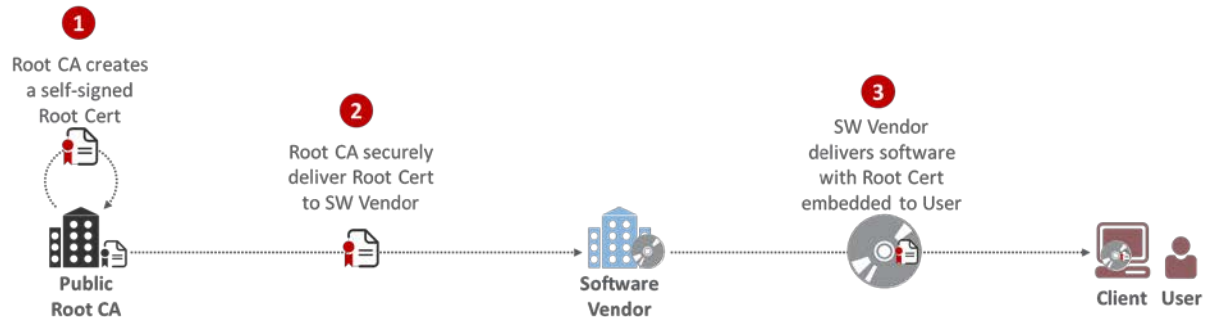 1
Root CA creates
a self-signed
Root Cert
2
Root CA securely
deliver Root Cert
to SW Vendor
3
SW Vendor
delivers software
with Root Cert
embedded to User
Public
Root CA
Software
Vendor
Client User